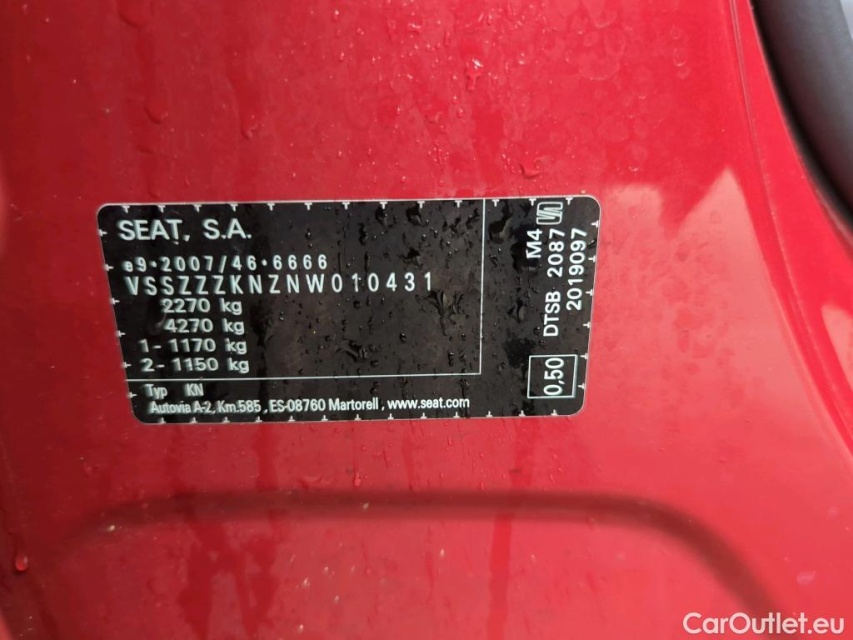 SEAT, S.A.
e9*2007/46*6666
VSSZZZKNZNW010431
2270 kg
4270 kg
1- 1170 kg
2- 1150 kg
Typ KN
Autovia A-2, Km.585 , ES-08760 Martorell , www.seat.com
M4
DTSB 2087
2019097
0,50
CarOutlet.eu